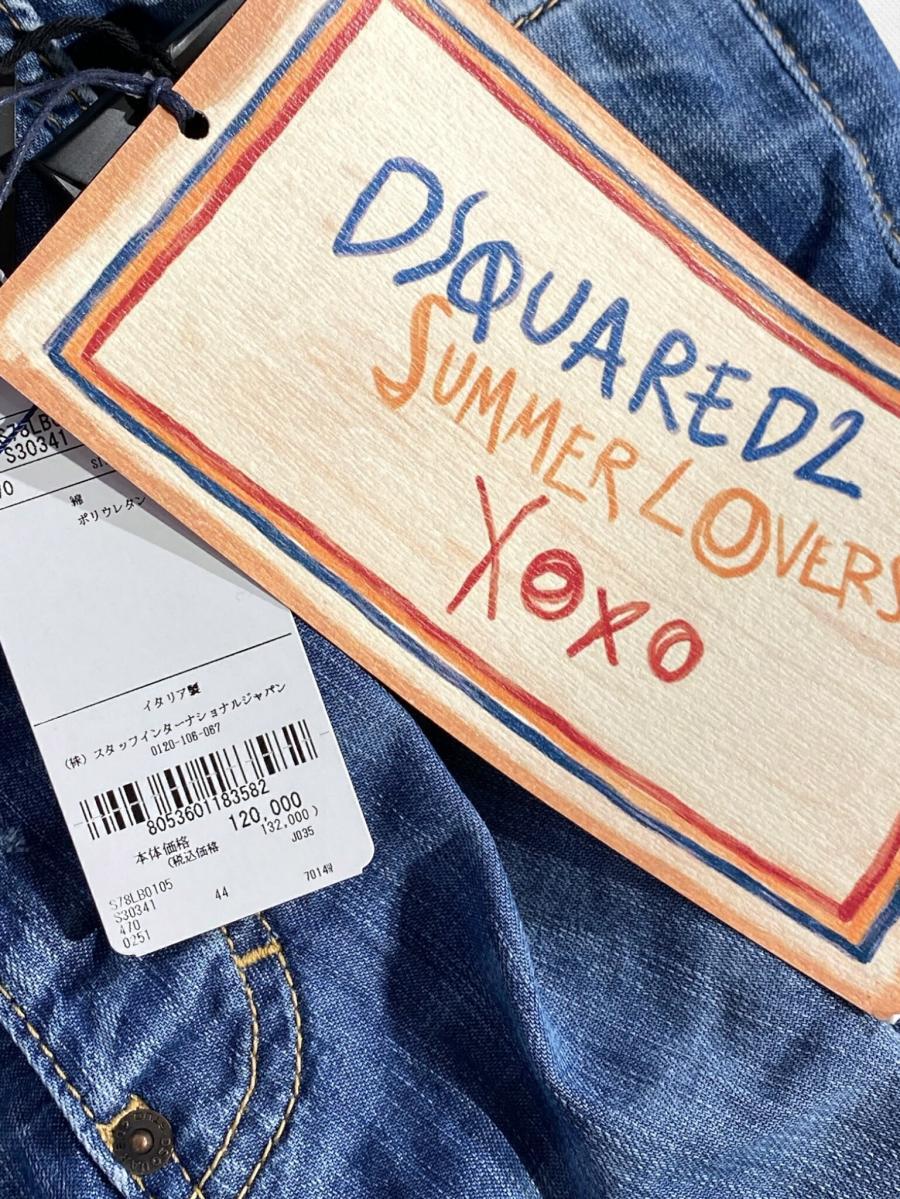 DSQUARED2
SUMMER LOVERS
XOXO
S30341
綿
ポリウレタン
イタリア製
(株) スタッフインターナショナルジャパン
0120-106-067
8053601183582
本体価格 120,000
(税込価格 132,000)
J035
S78LB0105
S30341 44 7014
470
0251